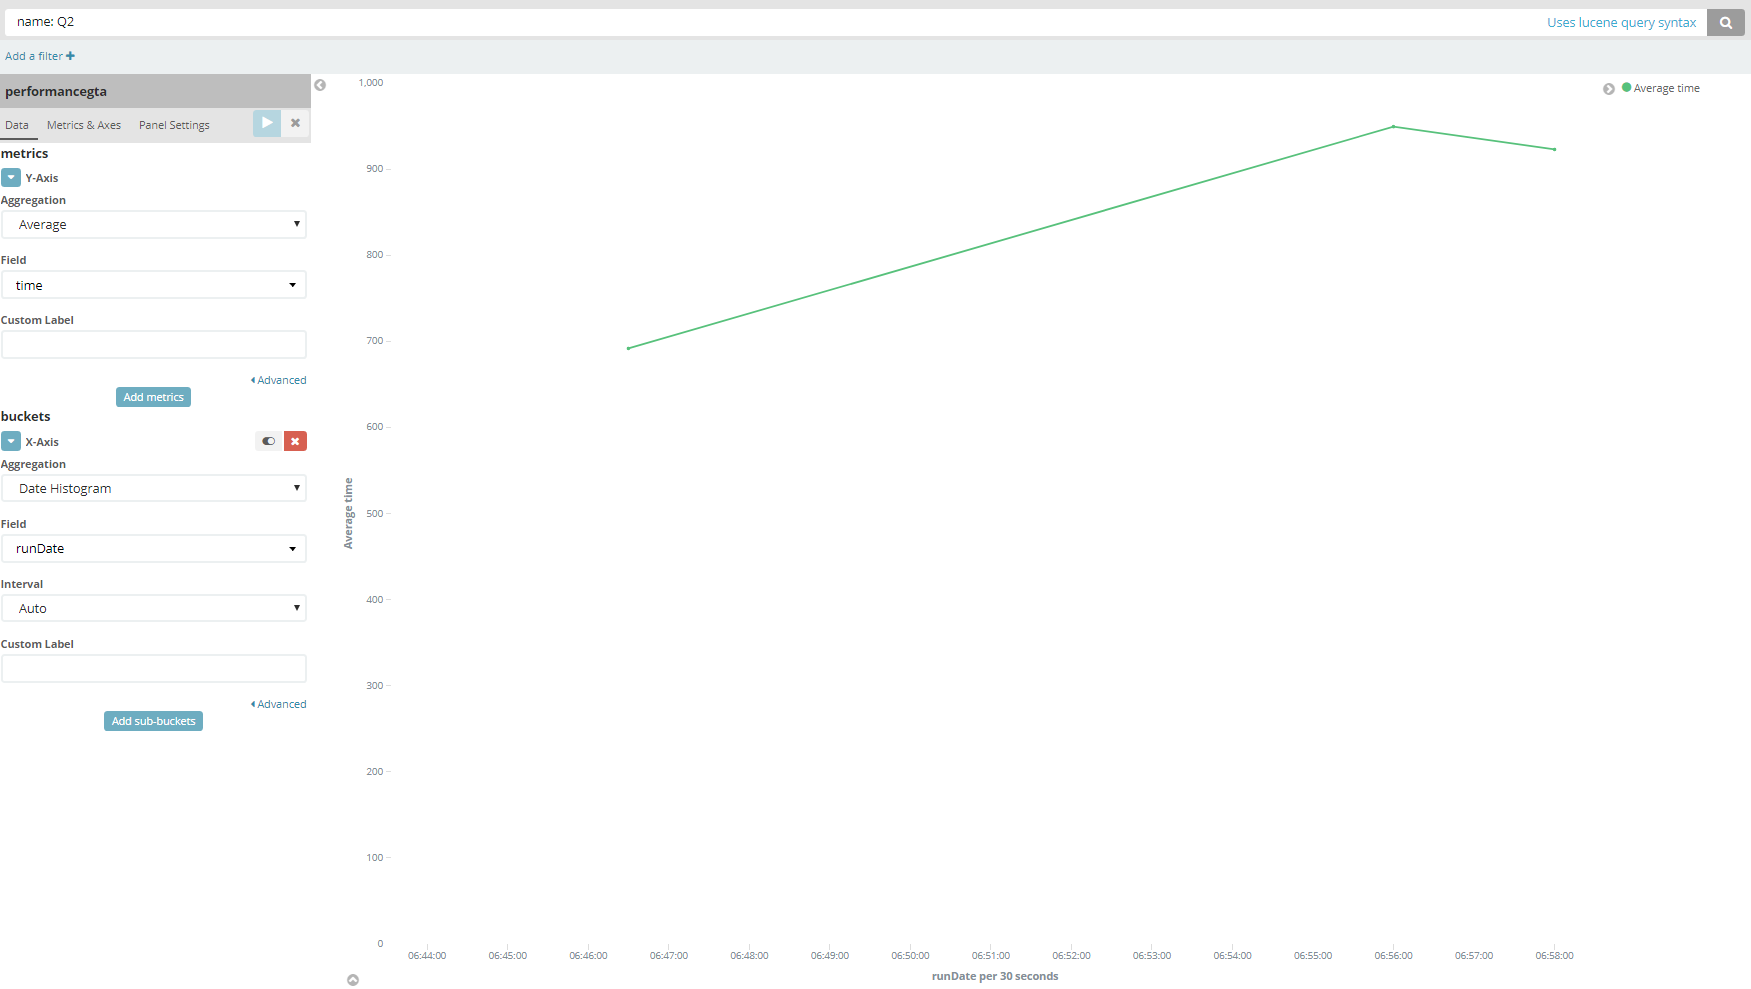 name: Q2
Uses lucene query syntax
Add a filter
performancegta
Data
Metrics & Axes
Panel Settings
metrics
Y-Axis
Aggregation
Average
Field
time
Custom Label
Advanced
Add metrics
buckets
X-Axis
Aggregation
Date Histogram
Field
runDate
Interval
Auto
Custom Label
Advanced
Add sub-buckets
Average time
1,000
900
800
700
600
500
400
300
200
100
0
06:44:00
06:45:00
06:46:00
06:47:00
06:48:00
06:49:00
06:50:00
06:51:00
06:52:00
06:53:00
06:54:00
06:55:00
06:56:00
06:57:00
06:58:00
runDate per 30 seconds
Average time